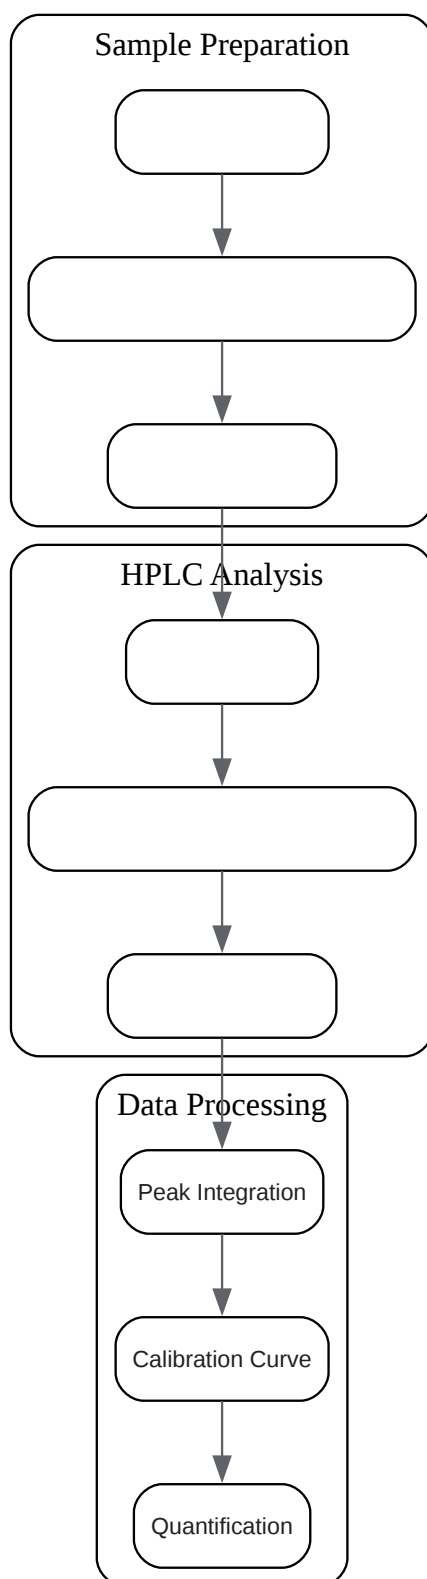 Sample Preparation
HPLC Analysis
Data Processing
Peak Integration
Calibration Curve
Quantification